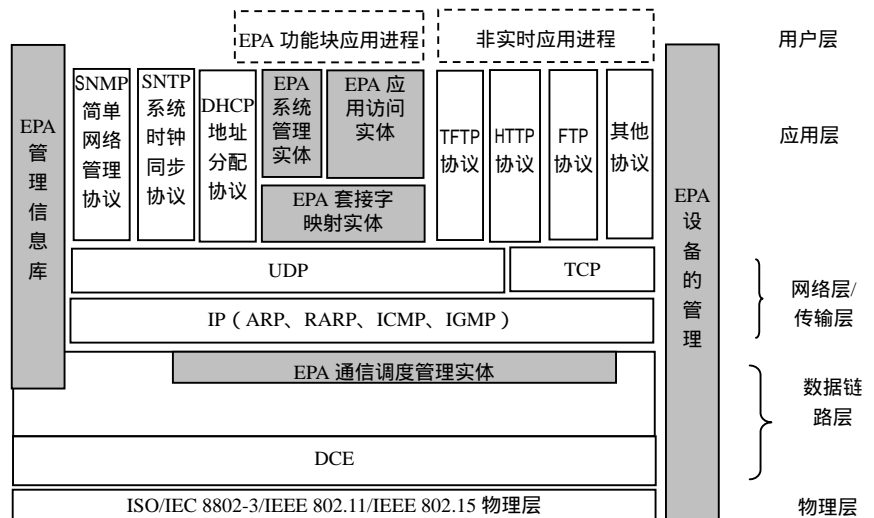 EPA 功能块应用进程
非实时应用进程
用户层
EPA
管
理
信
息
库
SNMP
简单
网络
管理
协议
SNTP
系统
时钟
同步
协议
DHCP
地址
分配
协议
EPA
系统
管理
实体
EPA 应
用访问
实体
EPA 套接字
映射实体
TFTP
协议
HTTP
协议
FTP
协议
其他
协议
应用层
EPA
设
备
的
管
理
UDP
TCP
IP（ARP、RARP、ICMP、IGMP）
网络层/
传输层
EPA 通信调度管理实体
数据链
路层
DCE
ISO/IEC 8802-3/IEEE 802.11/IEEE 802.15 物理层
物理层